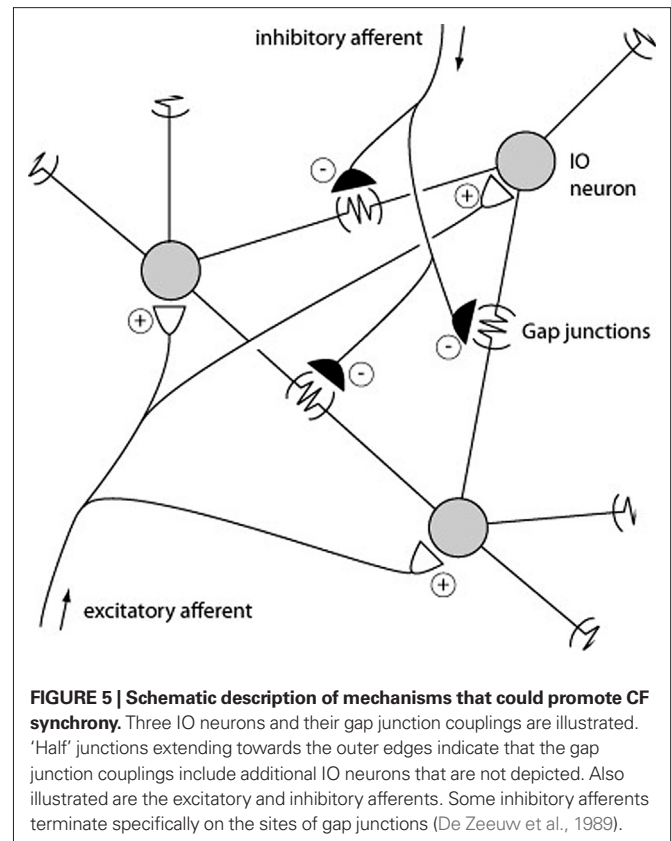 inhibitory afferent
IO
neuron
-
+
Gap junctions
-
+
-
+
excitatory afferent
FIGURE 5 | Schematic description of mechanisms that could promote CF
synchrony. Three IO neurons and their gap junction couplings are illustrated.
‘Half’ junctions extending towards the outer edges indicate that the gap
junction couplings include additional IO neurons that are not depicted. Also
illustrated are the excitatory and inhibitory afferents. Some inhibitory afferents
terminate specifically on the sites of gap junctions (De Zeeuw et al., 1989).